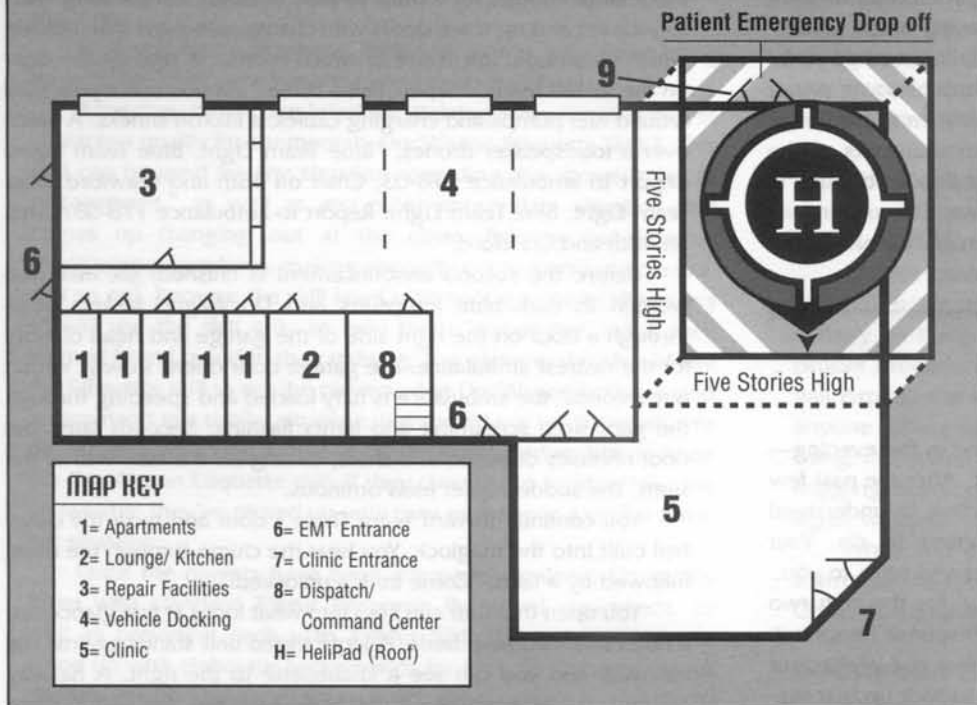 Patient Emergency Drop off
9
3
4
H
Five Stories High
6
1 1 1 1 1 2 8
6
Five Stories High
5
7
MAP KEY
1= Apartments
2= Lounge/ Kitchen
3= Repair Facilities
4= Vehicle Docking
5= Clinic
6= EMT Entrance
7= Clinic Entrance
8= Dispatch/
Command Center
H= HeliPad (Roof)